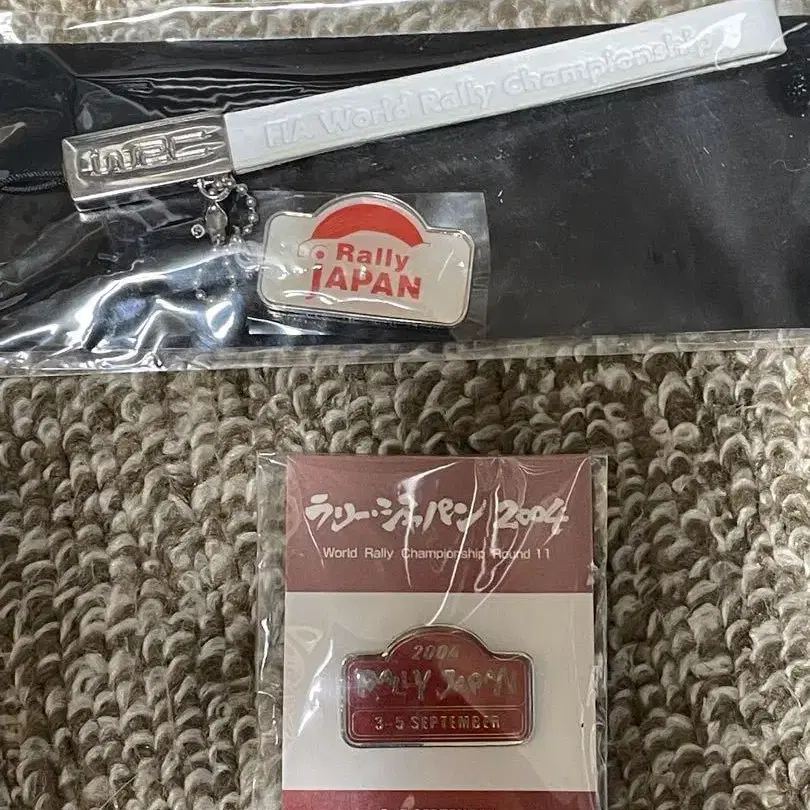 FIA World Rally Championship
WRC
Rally
JAPAN
ラリー・ジャパン 2004
World Rally Championship Round 11
2004
RALLY JAPAN
3-5 SEPTEMBER